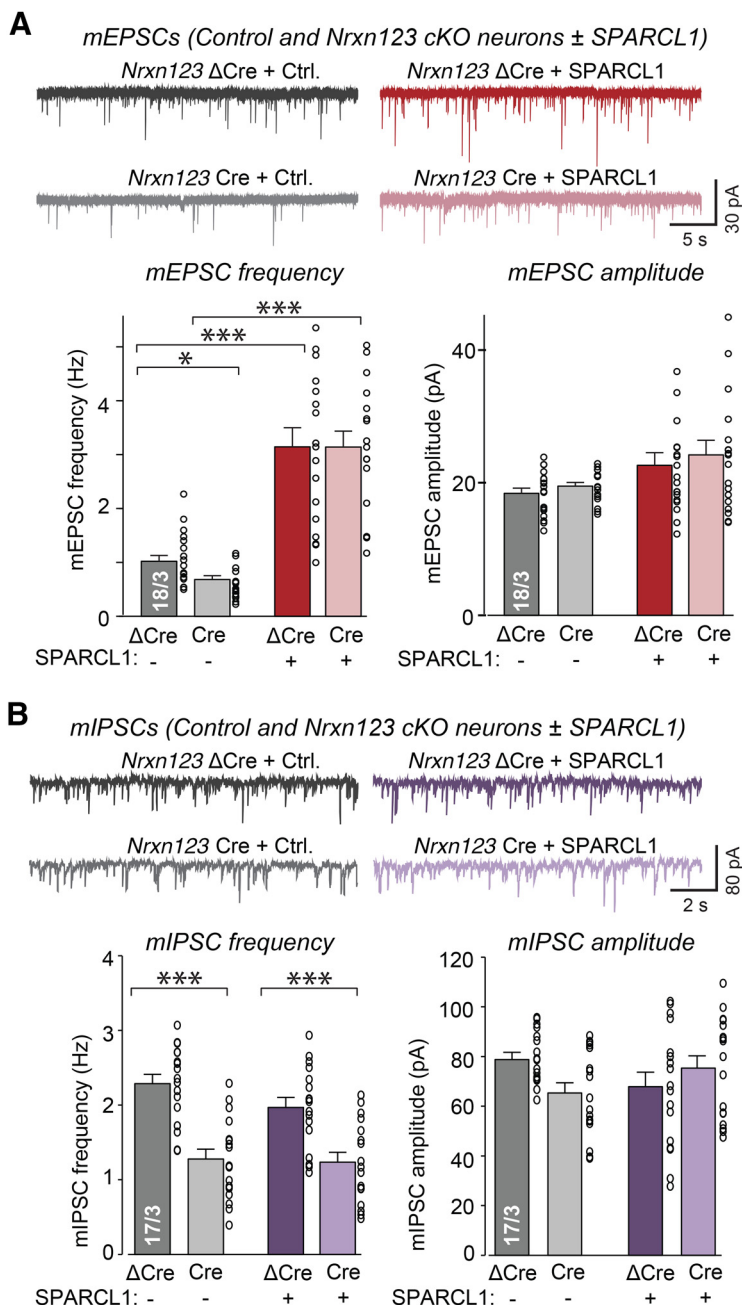 A
mEPSCs (Control and Nrxn123 cKO neurons ± SPARCL1)
Nrxn123 ΔCre + Ctrl.
Nrxn123 ΔCre + SPARCL1
Nrxn123 Cre + Ctrl.
Nrxn123 Cre + SPARCL1
30 pA
5 s
mEPSC frequency
mEPSC amplitude
***
***
*
mEPSC frequency (Hz)
4
2
0
18/3
ΔCre Cre ΔCre Cre
SPARCL1: - - + +
mEPSC amplitude (pA)
40
20
0
18/3
ΔCre Cre ΔCre Cre
SPARCL1: - - + +
B
mIPSCs (Control and Nrxn123 cKO neurons ± SPARCL1)
Nrxn123 ΔCre + Ctrl.
Nrxn123 ΔCre + SPARCL1
Nrxn123 Cre + Ctrl.
Nrxn123 Cre + SPARCL1
80 pA
2 s
mIPSC frequency
mIPSC amplitude
*** ***
mIPSC frequency (Hz)
4
3
2
1
0
17/3
ΔCre Cre ΔCre Cre
SPARCL1: - - + +
mIPSC amplitude (pA)
120
100
80
60
40
20
0
17/3
ΔCre Cre ΔCre Cre
SPARCL1: - - + +